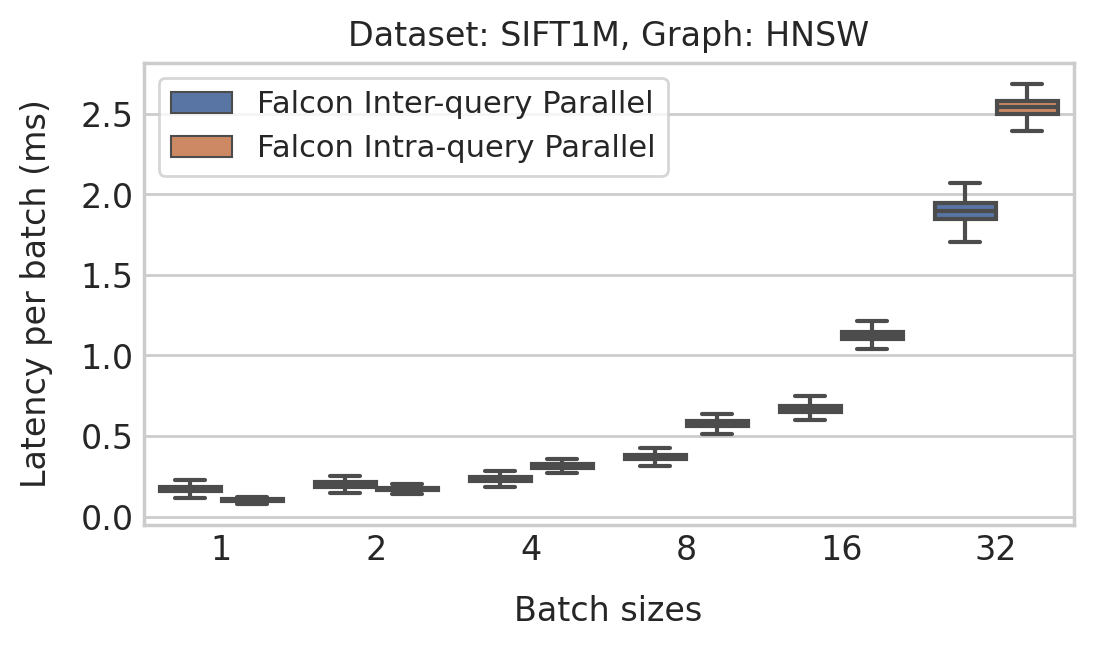 Dataset: SIFT1M, Graph: HNSW
Falcon Inter-query Parallel
Falcon Intra-query Parallel
Latency per batch (ms)
2.5
2.0
1.5
1.0
0.5
0.0
1 2 4 8 16 32
Batch sizes